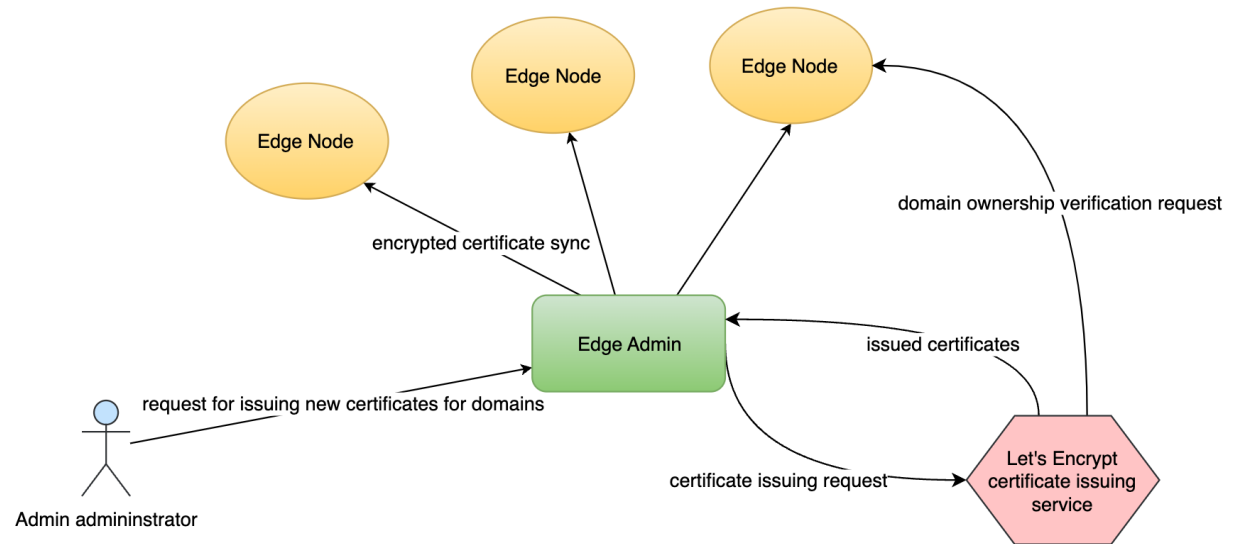 Edge Node
Edge Node
Edge Node
domain ownership verification request
encrypted certificate sync
Edge Admin
issued certificates
request for issuing new certificates for domains
Let's Encrypt
certificate issuing
service
certificate issuing request
Admin admininstrator